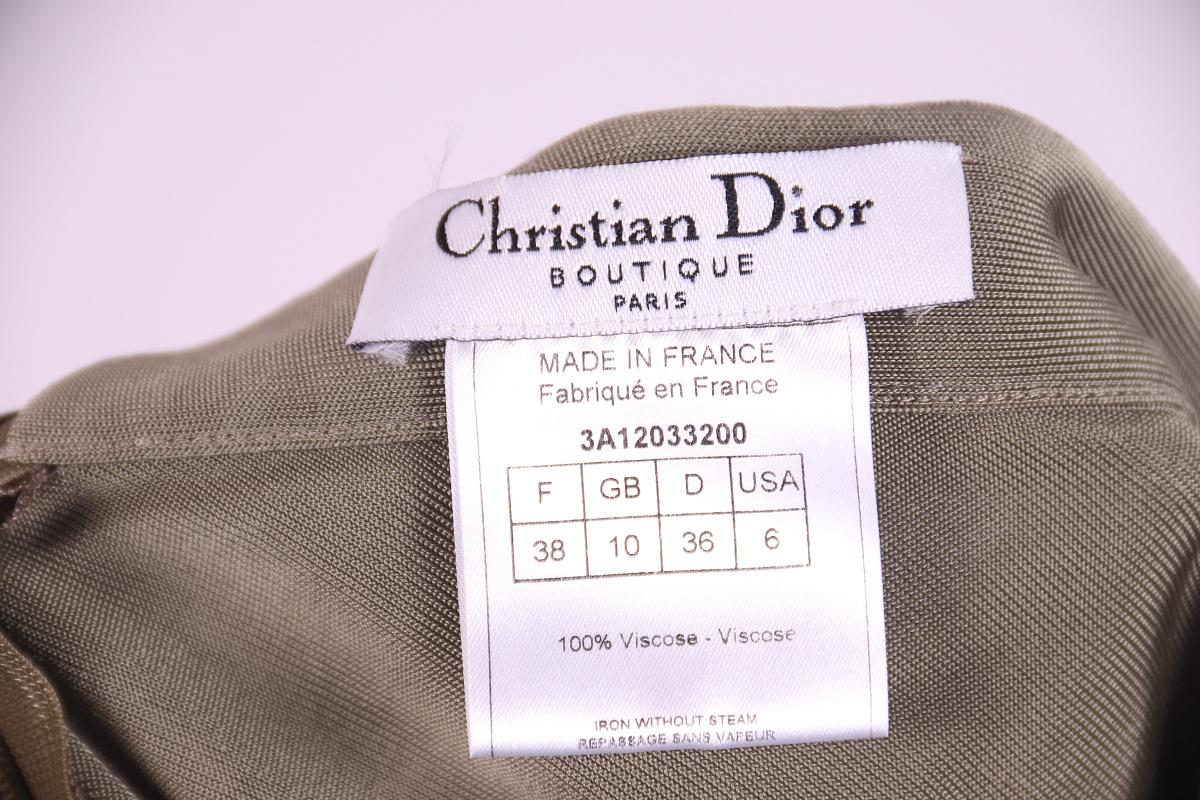 Christian Dior
BOUTIQUE
PARIS
MADE IN FRANCE
Fabriqué en France
3A12033200
F GB D USA
38 10 36 6
100% Viscose - Viscose
IRON WITHOUT STEAM
REPASSAGE SANS VAPEUR